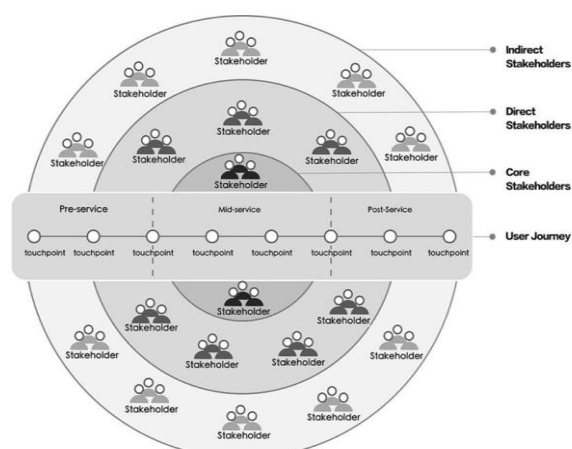 Stakeholder
Indirect
Stakeholders
Stakeholder
Stakeholder
Direct
Stakeholders
Stakeholder
Stakeholder
Stakeholder
Stakeholder
Stakeholder
Core
Stakeholders
Stakeholder
Pre-service
Mid-service
Post-Service
User Journey
touchpoint
touchpoint
touchpoint
touchpoint
touchpoint
touchpoint
touchpoint
touchpoint
Stakeholder
Stakeholder
Stakeholder
Stakeholder
Stakeholder
Stakeholder
Stakeholder
Stakeholder
Stakeholder
Stakeholder